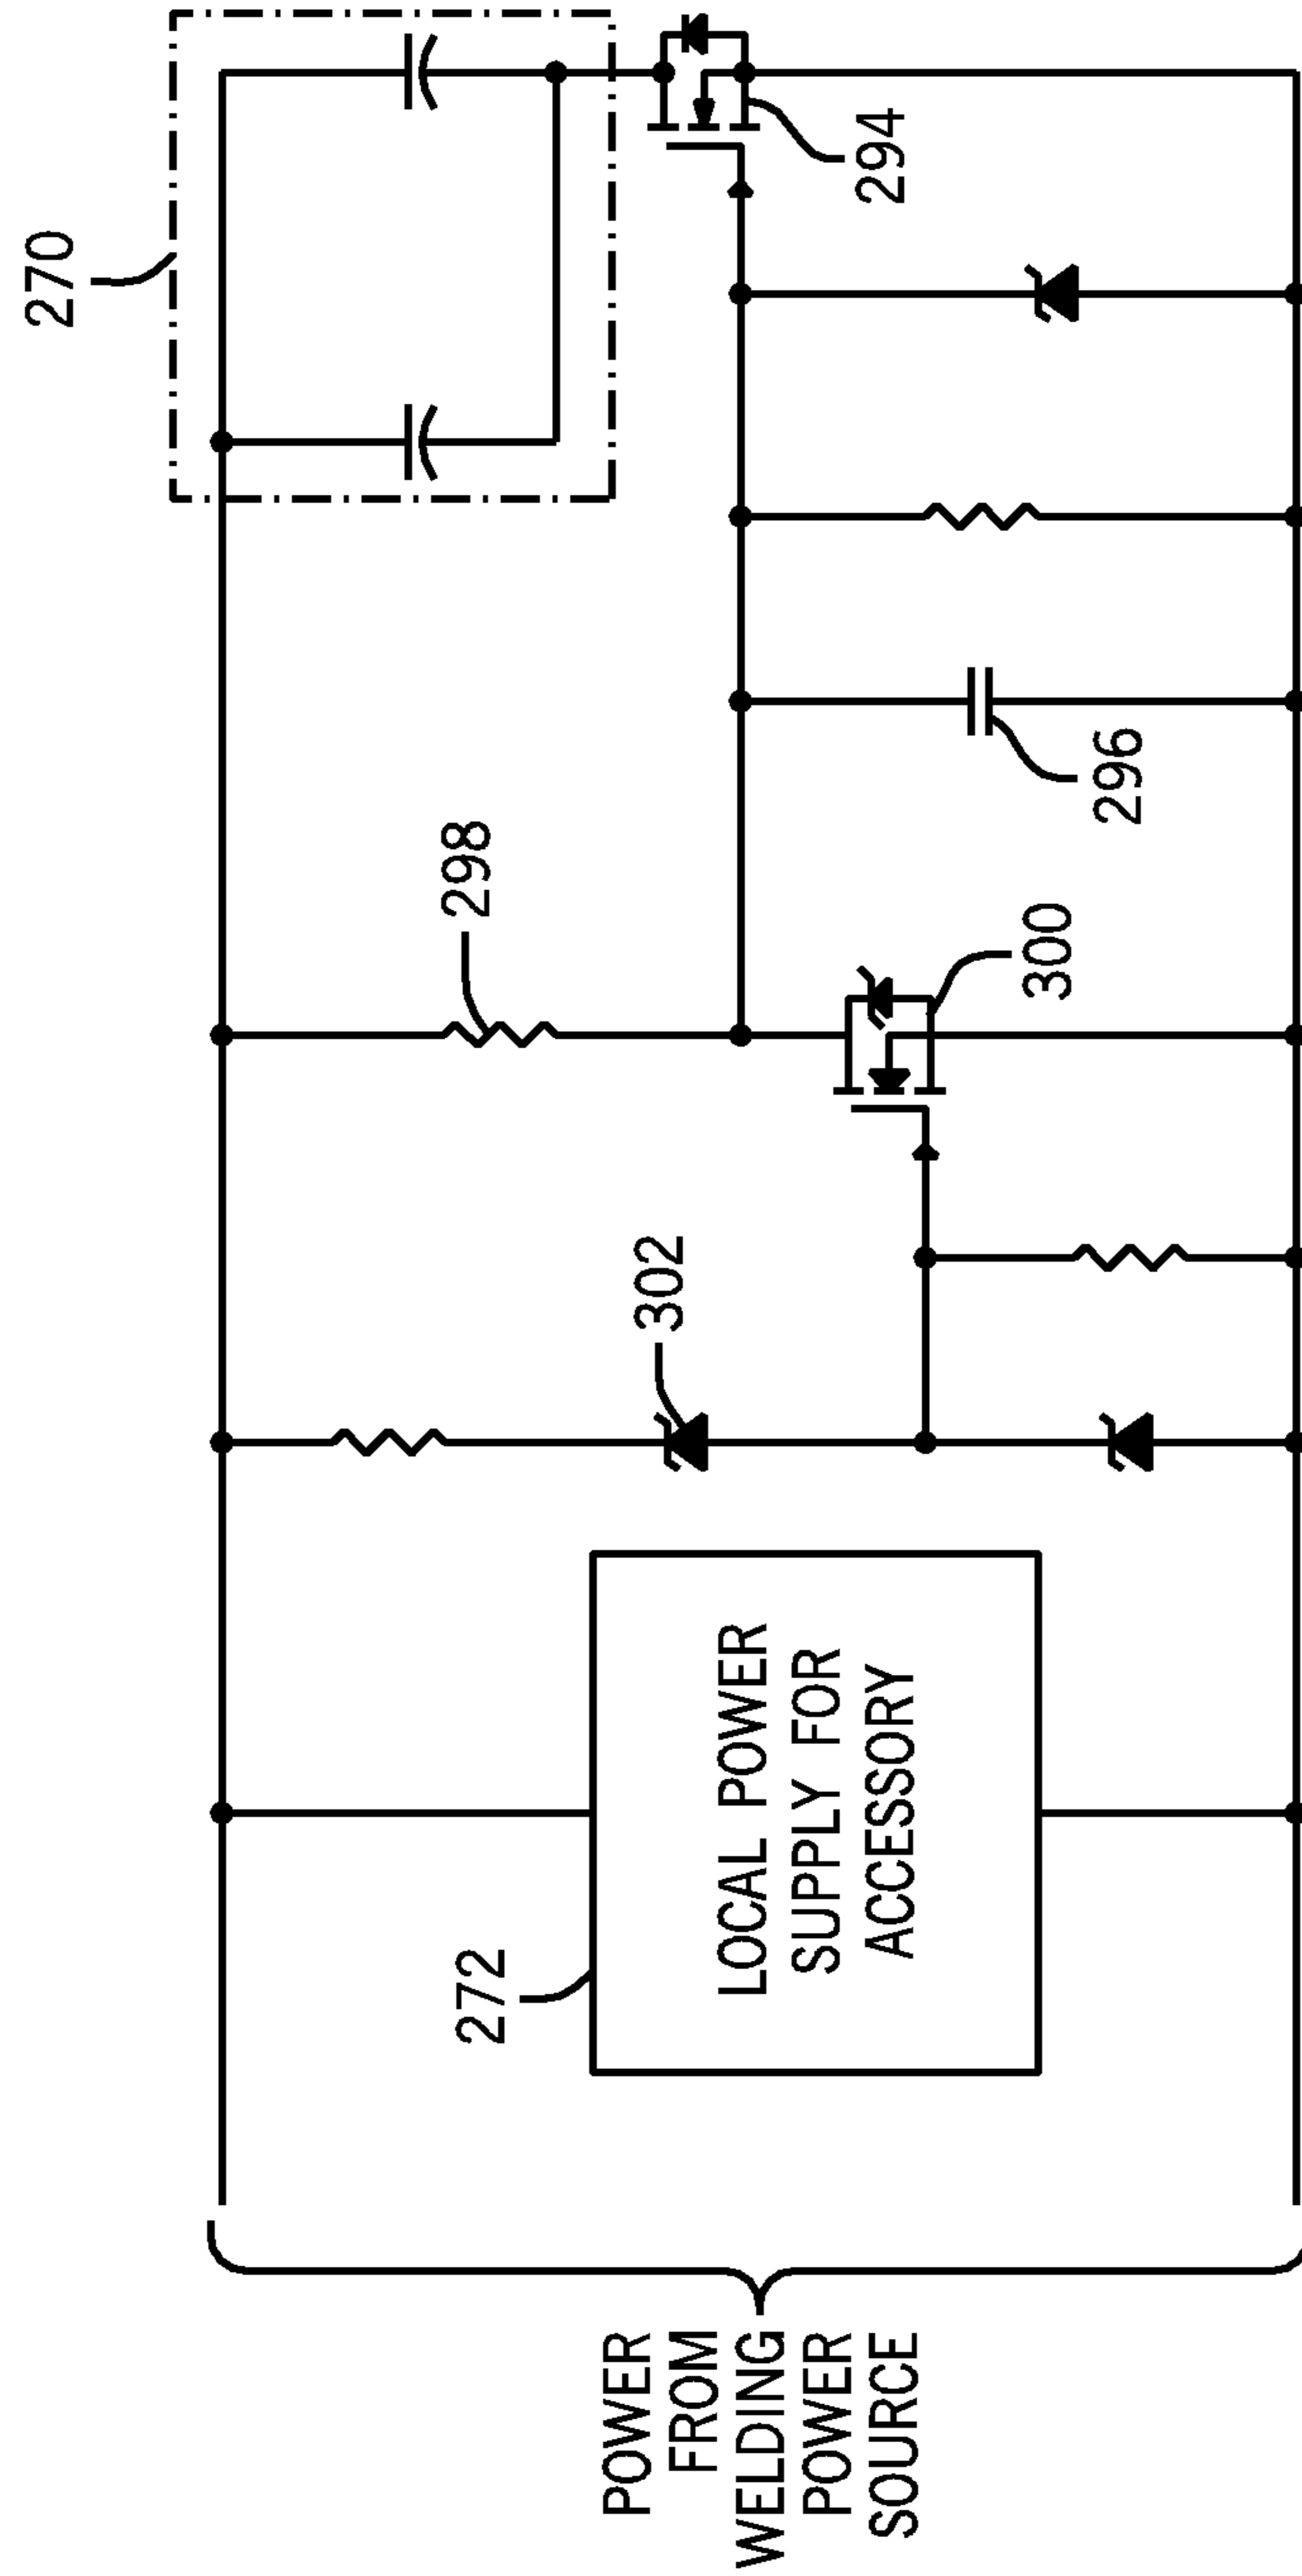 270
294
298
296
300
302
272
LOCAL POWER
SUPPLY FOR
ACCESSORY
POWER
FROM
WELDING
POWER
SOURCE